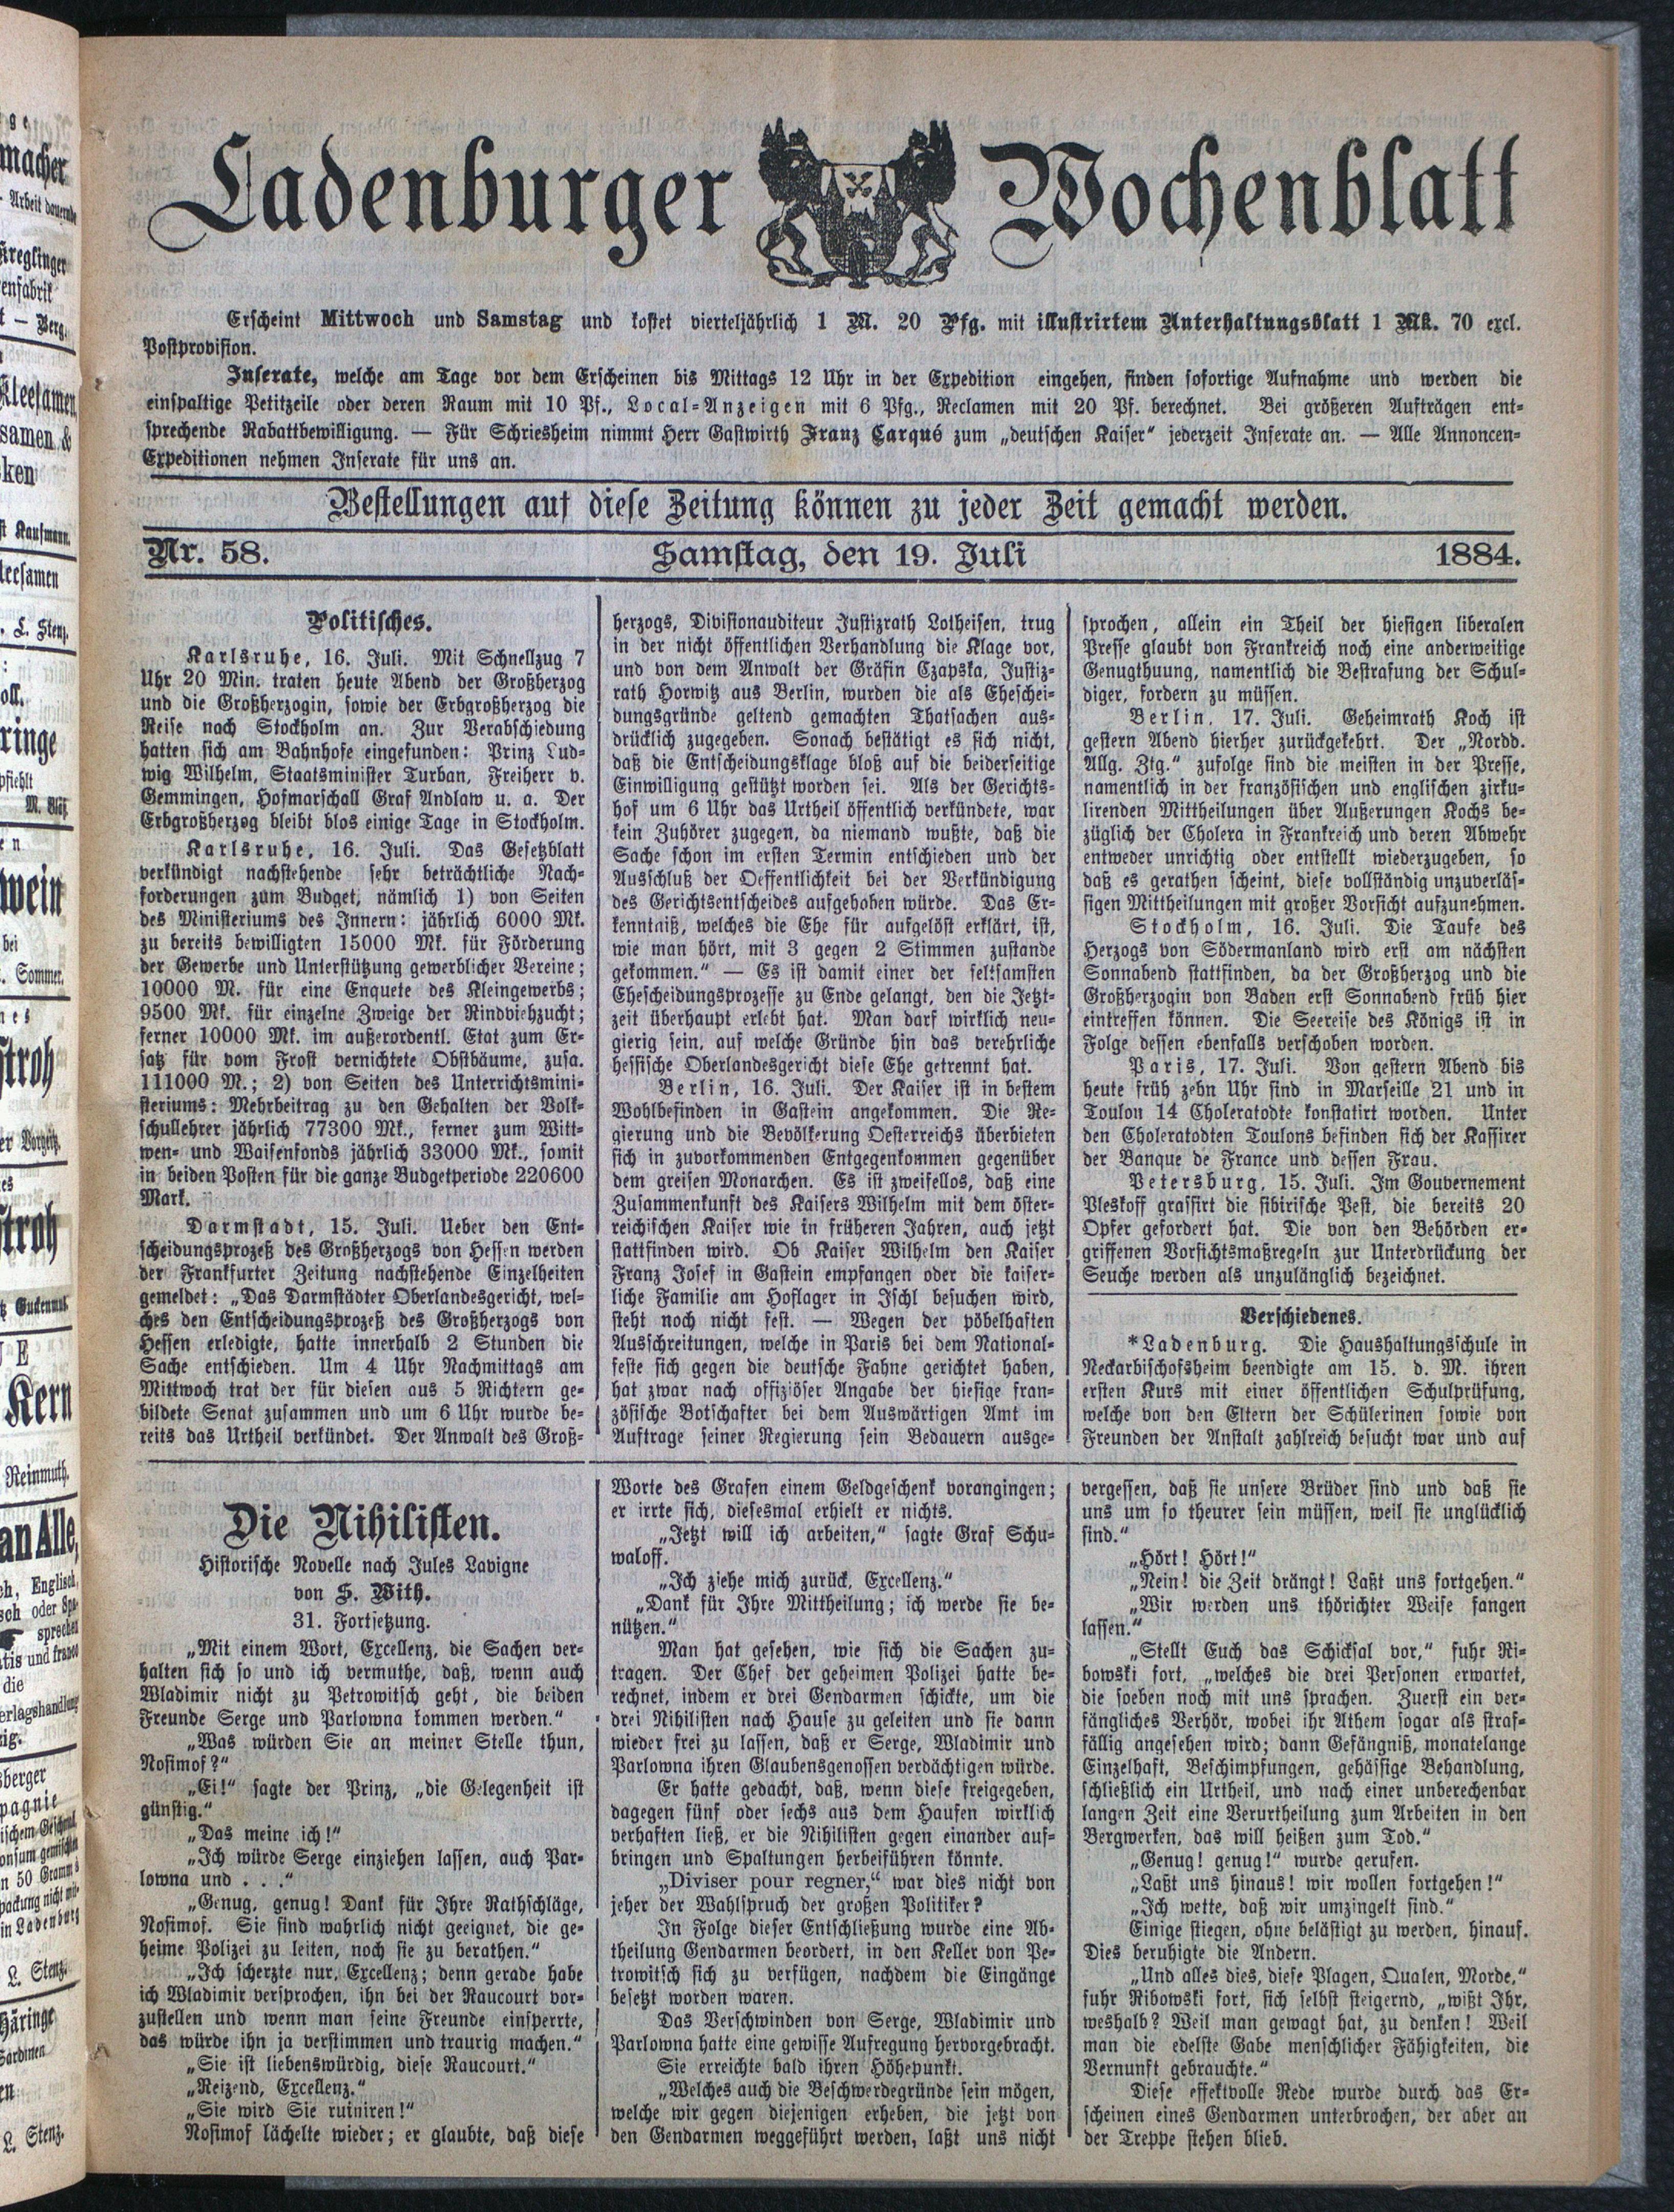 Ladenburger Wochenblatt
Erscheint Mittwoch und Samstag und kostet vierteljährlich 1 M. 20 Pfg. mit illustrirtem Unterhaltungsblatt 1 Mk. 70 excl.
Postprovision.
Inserate, welche am Tage vor dem Erscheinen bis Mittags 12 Uhr in der Expedition eingehen, finden sofortige Aufnahme und werden die
einspaltige Petitzeile oder deren Raum mit 10 Pf., Local-Anzeigen mit 6 Pfg., Reclamen mit 20 Pf. berechnet. Bei größeren Aufträgen ent-
sprechende Rabattbewilligung. — Für Schriesheim nimmt Herr Gastwirth Franz Carqué zum „deutschen Kaiser“ jederzeit Inserate an. — Alle Annoncen-
Expeditionen nehmen Inserate für uns an.
Bestellungen auf diese Zeitung können zu jeder Zeit gemacht werden.
Nr. 58. Samstag, den 19. Juli 1884.
Politisches.
Karlsruhe, 16. Juli. Mit Schnellzug 7
Uhr 20 Min. traten heute Abend der Großherzog
und die Großherzogin, sowie der Erbgroßherzog die
Reise nach Stockholm an. Zur Verabschiedung
hatten sich am Bahnhofe eingefunden: Prinz Lud-
wig Wilhelm, Staatsminister Turban, Freiherr v.
Gemmingen, Hofmarschall Graf Andlaw u. a. Der
Erbgroßherzog bleibt blos einige Tage in Stockholm.
Karlsruhe, 16. Juli. Das Gesetzblatt
verkündigt nachstehende sehr beträchtliche Nach-
forderungen zum Budget, nämlich 1) von Seiten
des Ministeriums des Innern: jährlich 6000 Mk.
zu bereits bewilligten 15000 Mk. für Förderung
der Gewerbe und Unterstützung gewerblicher Vereine;
10000 M. für eine Enquete des Kleingewerbs;
9500 Mk. für einzelne Zweige der Rindviehzucht;
ferner 10000 Mk. im außerordentl. Etat zum Er-
satz für vom Frost vernichtete Obstbäume, zusa.
111000 M.; 2) von Seiten des Unterrichtsmini-
steriums: Mehrbeitrag zu den Gehalten der Volk-
schullehrer jährlich 77300 Mk., ferner zum Witt-
wen- und Waisenfonds jährlich 33000 Mk., somit
in beiden Posten für die ganze Budgetperiode 220600
Mark.
Darmstadt, 15. Juli. Ueber den Ent-
scheidungsprozeß des Großherzogs von Hessen werden
der Frankfurter Zeitung nachstehende Einzelheiten
gemeldet: „Das Darmstädter Oberlandesgericht, wel-
ches den Entscheidungsprozeß des Großherzogs von
Hessen erledigte, hatte innerhalb 2 Stunden die
Sache entschieden. Um 4 Uhr Nachmittags am
Mittwoch trat der für diesen aus 5 Richtern ge-
bildete Senat zusammen und um 6 Uhr wurde be-
reits das Urtheil verkündet. Der Anwalt des Groß-
herzogs, Divisionauditeur Justizrath Lotheisen, trug
in der nicht öffentlichen Verhandlung die Klage vor,
und von dem Anwalt der Gräfin Czapska, Justiz-
rath Horwitz aus Berlin, wurden die als Eheschei-
dungsgründe geltend gemachten Thatsachen aus-
drücklich zugegeben. Sonach bestätigt es sich nicht,
daß die Entscheidungsklage bloß auf die beiderseitige
Einwilligung gestützt worden sei. Als der Gerichts-
hof um 6 Uhr das Urtheil öffentlich verkündete, war
kein Zuhörer zugegen, da niemand wußte, daß die
Sache schon im ersten Termin entschieden und der
Ausschluß der Oeffentlichkeit bei der Verkündigung
des Gerichtsentscheides aufgehoben würde. Das Er-
kenntniß, welches die Ehe für aufgelöst erklärt, ist,
wie man hört, mit 3 gegen 2 Stimmen zustande
gekommen.“ — Es ist damit einer der seltsamsten
Ehescheidungsprozesse zu Ende gelangt, den die Jetzt-
zeit überhaupt erlebt hat. Man darf wirklich neu-
gierig sein, auf welche Gründe hin das verehrliche
hessische Oberlandesgericht diese Ehe getrennt hat.
Berlin, 16. Juli. Der Kaiser ist in bestem
Wohlbefinden in Gastein angekommen. Die Re-
gierung und die Bevölkerung Oesterreichs überbieten
sich in zuvorkommenden Entgegenkommen gegenüber
dem greisen Monarchen. Es ist zweifellos, daß eine
Zusammenkunft des Kaisers Wilhelm mit dem öster-
reichischen Kaiser wie in früheren Jahren, auch jetzt
stattfinden wird. Ob Kaiser Wilhelm den Kaiser
Franz Josef in Gastein empfangen oder die kaiser-
liche Familie am Hoflager in Ischl besuchen wird,
steht noch nicht fest. — Wegen der pöbelhaften
Ausschreitungen, welche in Paris bei dem National-
feste sich gegen die deutsche Fahne gerichtet haben,
hat zwar nach offiziöser Angabe der hiesige fran-
zösische Botschafter bei dem Auswärtigen Amt im
Auftrage seiner Regierung sein Bedauern ausge-
sprochen, allein ein Theil der hiesigen liberalen
Presse glaubt von Frankreich noch eine anderweitige
Genugthuung, namentlich die Bestrafung der Schul-
diger, fordern zu müssen.
Berlin, 17. Juli. Geheimrath Koch ist
gestern Abend hierher zurückgekehrt. Der „Nordd.
Allg. Ztg.“ zufolge sind die meisten in der Presse,
namentlich in der französischen und englischen zirku-
lirenden Mittheilungen über Äußerungen Kochs be-
züglich der Cholera in Frankreich und deren Abwehr
entweder unrichtig oder entstellt wiederzugeben, so
daß es gerathen scheint, diese vollständig unzuverläs-
sigen Mittheilungen mit großer Vorsicht aufzunehmen.
Stockholm, 16. Juli. Die Taufe des
Herzogs von Södermanland wird erst am nächsten
Sonnabend stattfinden, da der Großherzog und die
Großherzogin von Baden erst Sonnabend früh hier
eintreffen können. Die Seereise des Königs ist in
Folge dessen ebenfalls verschoben worden.
Paris, 17. Juli. Von gestern Abend bis
heute früh zehn Uhr sind in Marseille 21 und in
Toulon 14 Choleratodte konstatirt worden. Unter
den Choleratodten Toulons befinden sich der Kassirer
der Banque de France und dessen Frau.
Petersburg, 15. Juli. Im Gouvernement
Pleskoff grassirt die sibirische Pest, die bereits 20
Opfer gefordert hat. Die von den Behörden er-
griffenen Vorsichtsmaßregeln zur Unterdrückung der
Seuche werden als unzulänglich bezeichnet.
Verschiedenes.
*Ladenburg. Die Haushaltungsschule in
Neckarbischofsheim beendigte am 15. d. M. ihren
ersten Kurs mit einer öffentlichen Schulprüfung,
welche von den Eltern der Schülerinen sowie von
Freunden der Anstalt zahlreich besucht war und auf
Die Nihilisten.
Historische Novelle nach Jules Lavigne
von S. With.
31. Fortsetzung.
„Mit einem Wort, Excellenz, die Sachen ver-
halten sich so und ich vermuthe, daß, wenn auch
Wladimir nicht zu Petrowitsch geht, die beiden
Freunde Serge und Parlowna kommen werden.“
„Was würden Sie an meiner Stelle thun,
Nosimof?“
„Ei!“ sagte der Prinz, „die Gelegenheit ist
günstig.“
„Das meine ich!“
„Ich würde Serge einziehen lassen, auch Par-
lowna und . . .“
„Genug, genug! Dank für Ihre Rathschläge,
Nosimof. Sie sind wahrlich nicht geeignet, die ge-
heime Polizei zu leiten, noch sie zu berathen.“
„Ich scherzte nur, Excellenz; denn gerade habe
ich Wladimir versprochen, ihn bei der Raucourt vor-
zustellen und wenn man seine Freunde einsperrte,
das würde ihn ja verstimmen und traurig machen.“
„Sie ist liebenswürdig, diese Raucourt.“
„Reizend, Excellenz.“
„Sie wird Sie ruiniren!“
Nosimof lächelte wieder; er glaubte, daß diese
Worte des Grafen einem Geldgeschenk vorangingen;
er irrte sich, diesesmal erhielt er nichts.
„Jetzt will ich arbeiten,“ sagte Graf Schu-
waloff.
„Ich ziehe mich zurück, Excellenz.“
„Dank für Ihre Mittheilung; ich werde sie be-
nützen.“
Man hat gesehen, wie sich die Sachen zu-
tragen. Der Chef der geheimen Polizei hatte be-
rechnet, indem er drei Gendarmen schickte, um die
drei Nihilisten nach Hause zu geleiten und sie dann
wieder frei zu lassen, daß er Serge, Wladimir und
Parlowna ihren Glaubensgenossen verdächtigen würde.
Er hatte gedacht, daß, wenn diese freigegeben,
dagegen fünf oder sechs aus dem Haufen wirklich
verhaften ließ, er die Nihilisten gegen einander auf-
bringen und Spaltungen herbeiführen könnte.
„Diviser pour regner,“ war dies nicht von
jeher der Wahlspruch der großen Politiker?
In Folge dieser Entschließung wurde eine Ab-
theilung Gendarmen beordert, in den Keller von Pe-
trowitsch sich zu verfügen, nachdem die Eingänge
besetzt worden waren.
Das Verschwinden von Serge, Wladimir und
Parlowna hatte eine gewisse Aufregung hervorgebracht.
Sie erreichte bald ihren Höhepunkt.
„Welches auch die Beschwerdegründe sein mögen,
welche wir gegen diejenigen erheben, die jetzt von
den Gendarmen weggeführt werden, laßt uns nicht
vergessen, daß sie unsere Brüder sind und daß sie
uns um so theurer sein müssen, weil sie unglücklich
sind.“
„Hört! Hört!“
„Nein! die Zeit drängt! Laßt uns fortgehen.“
„Wir werden uns thörichter Weise fangen
lassen.“
„Stellt Euch das Schicksal vor,“ fuhr Ri-
bowski fort, „welches die drei Personen erwartet,
die soeben noch mit uns sprachen. Zuerst ein ver-
fängliches Verhör, wobei ihr Athem sogar als straf-
fällig angesehen wird; dann Gefängniß, monatelange
Einzelhaft, Beschimpfungen, gehässige Behandlung,
schließlich ein Urtheil, und nach einer unberechenbar
langen Zeit eine Verurtheilung zum Arbeiten in den
Bergwerken, das will heißen zum Tod.“
„Genug! genug!“ wurde gerufen.
„Laßt uns hinaus! wir wollen fortgehen!“
„Ich wette, daß wir umzingelt sind.“
Einige stiegen, ohne belästigt zu werden, hinauf.
Dies beruhigte die Andern.
„Und alles dies, diese Plagen, Qualen, Morde,“
fuhr Ribowski fort, sich selbst steigernd, „wißt Ihr,
weshalb? Weil man gewagt hat, zu denken! Weil
man die edelste Gabe menschlicher Fähigkeiten, die
Vernunft gebrauchte.“
Diese effektvolle Rede wurde durch das Er-
scheinen eines Gendarmen unterbrochen, der aber an
der Treppe stehen blieb.